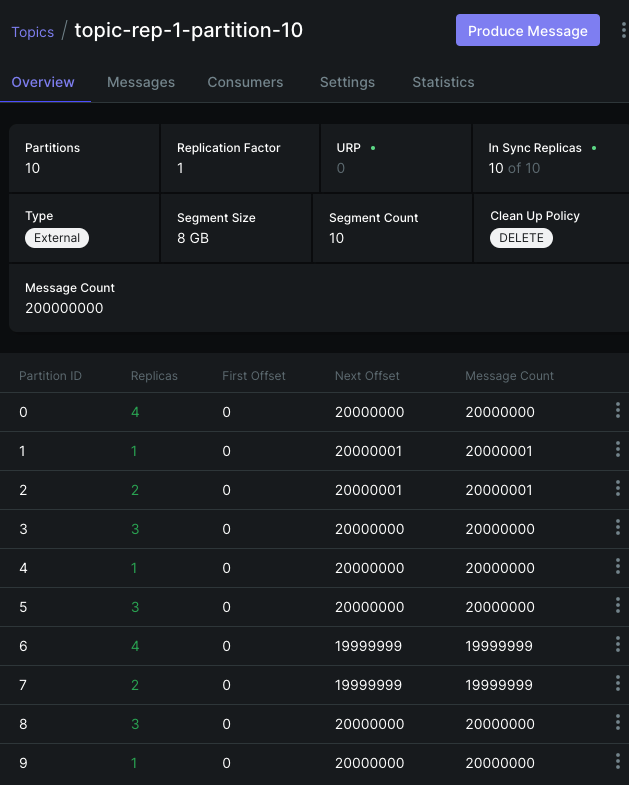 Topics / topic-rep-1-partition-10
Produce Message
Overview Messages Consumers Settings Statistics
Partitions Replication Factor URP In Sync Replicas
10 1 0 10 of 10
Type Segment Size Segment Count Clean Up Policy
External 8 GB 10 DELETE
Message Count
200000000
Partition ID Replicas First Offset Next Offset Message Count
0 4 0 20000000 20000000
1 1 0 20000001 20000001
2 2 0 20000001 20000001
3 3 0 20000000 20000000
4 1 0 20000000 20000000
5 3 0 20000000 20000000
6 4 0 19999999 19999999
7 2 0 19999999 19999999
8 3 0 20000000 20000000
9 1 0 20000000 20000000